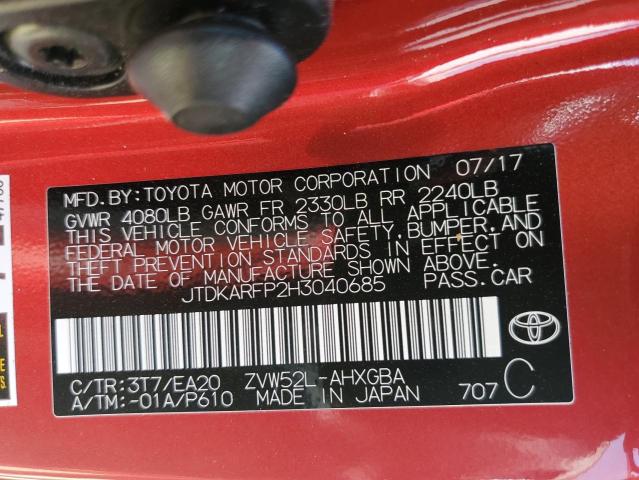 MFD. BY: TOYOTA MOTOR CORPORATION 07/17
GVWR 4080LB GAWR FR 2330LB RR 2240LB
THIS VEHICLE CONFORMS TO ALL APPLICABLE
FEDERAL MOTOR VEHICLE SAFETY, BUMPER, AND
THEFT PREVENTION STANDARDS IN EFFECT ON
THE DATE OF MANUFACTURE SHOWN ABOVE.
JTDKARFP2H3040685 PASS. CAR
C/TR: 3T7/EA20 ZVW52L-AHXGBA
A/TM: -01A/P610 MADE IN JAPAN 707 C